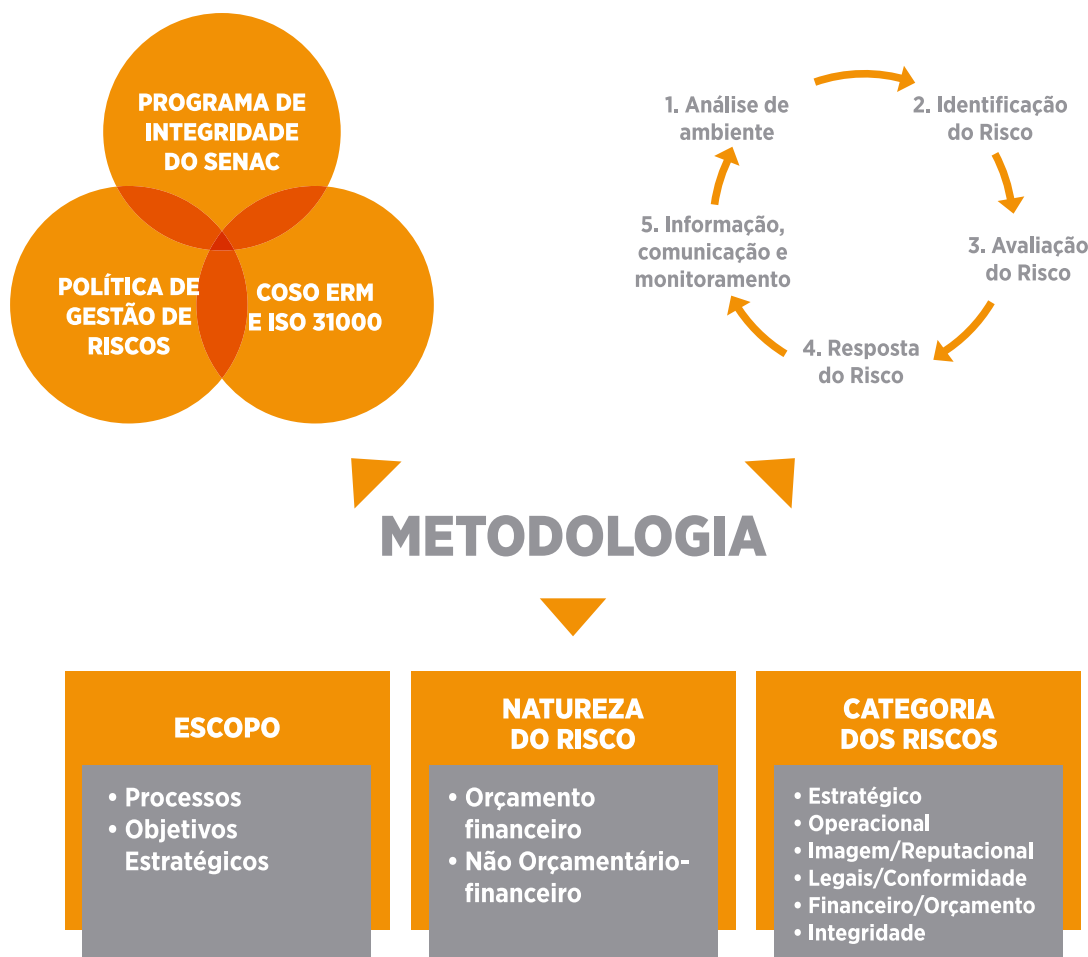 PROGRAMA DE
INTEGRIDADE
DO SENAC
POLÍTICA DE
GESTÃO DE
RISCOS
COSO ERM
E ISO 31000
1. Análise de
ambiente
2. Identificação
do Risco
3. Avaliação
do Risco
4. Resposta
do Risco
5. Informação,
comunicação e
monitoramento
METODOLOGIA
ESCOPO
• Processos
• Objetivos
Estratégicos
NATUREZA
DO RISCO
• Orçamento
financeiro
• Não Orçamentário-
financeiro
CATEGORIA
DOS RISCOS
• Estratégico
• Operacional
• Imagem/Reputacional
• Legais/Conformidade
• Financeiro/Orçamento
• Integridade